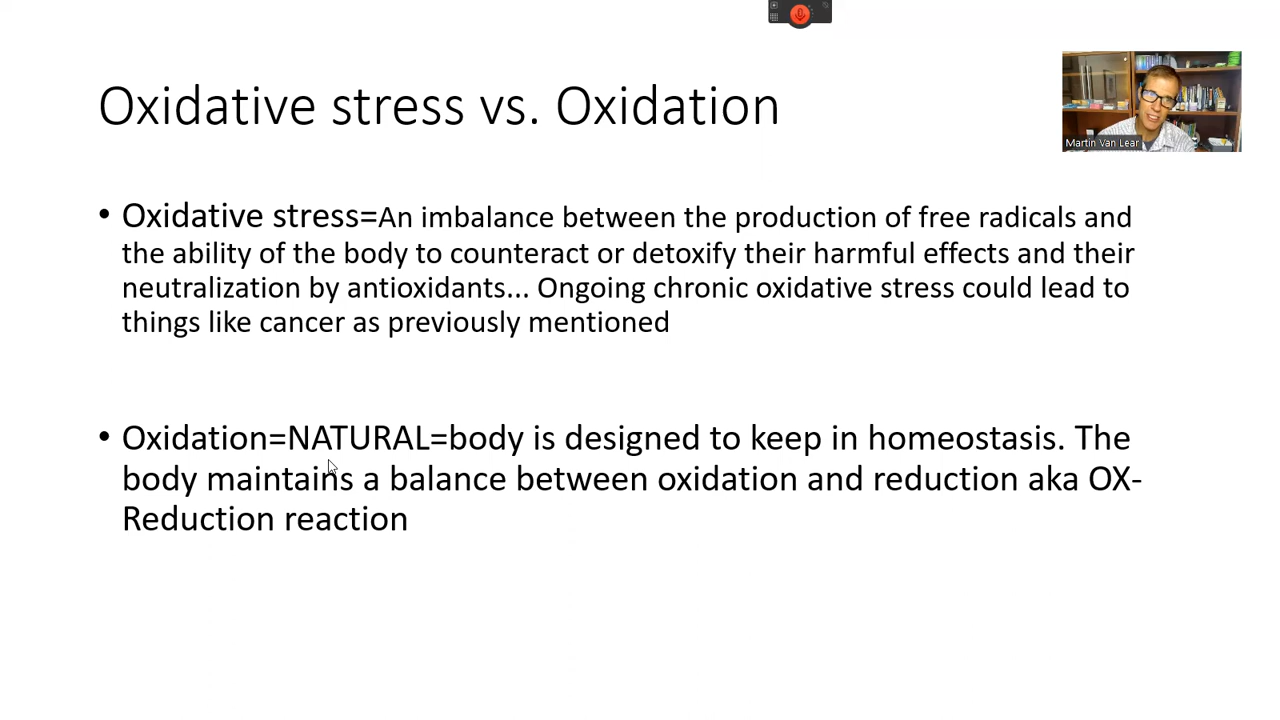 Oxidative stress vs. Oxidation
Martin Van Lear
• Oxidative stress=An imbalance between the production of free radicals and
the ability of the body to counteract or detoxify their harmful effects and their
neutralization by antioxidants... Ongoing chronic oxidative stress could lead to
things like cancer as previously mentioned
• Oxidation=NATURAL=body is designed to keep in homeostasis. The
body maintains a balance between oxidation and reduction aka OX-
Reduction reaction